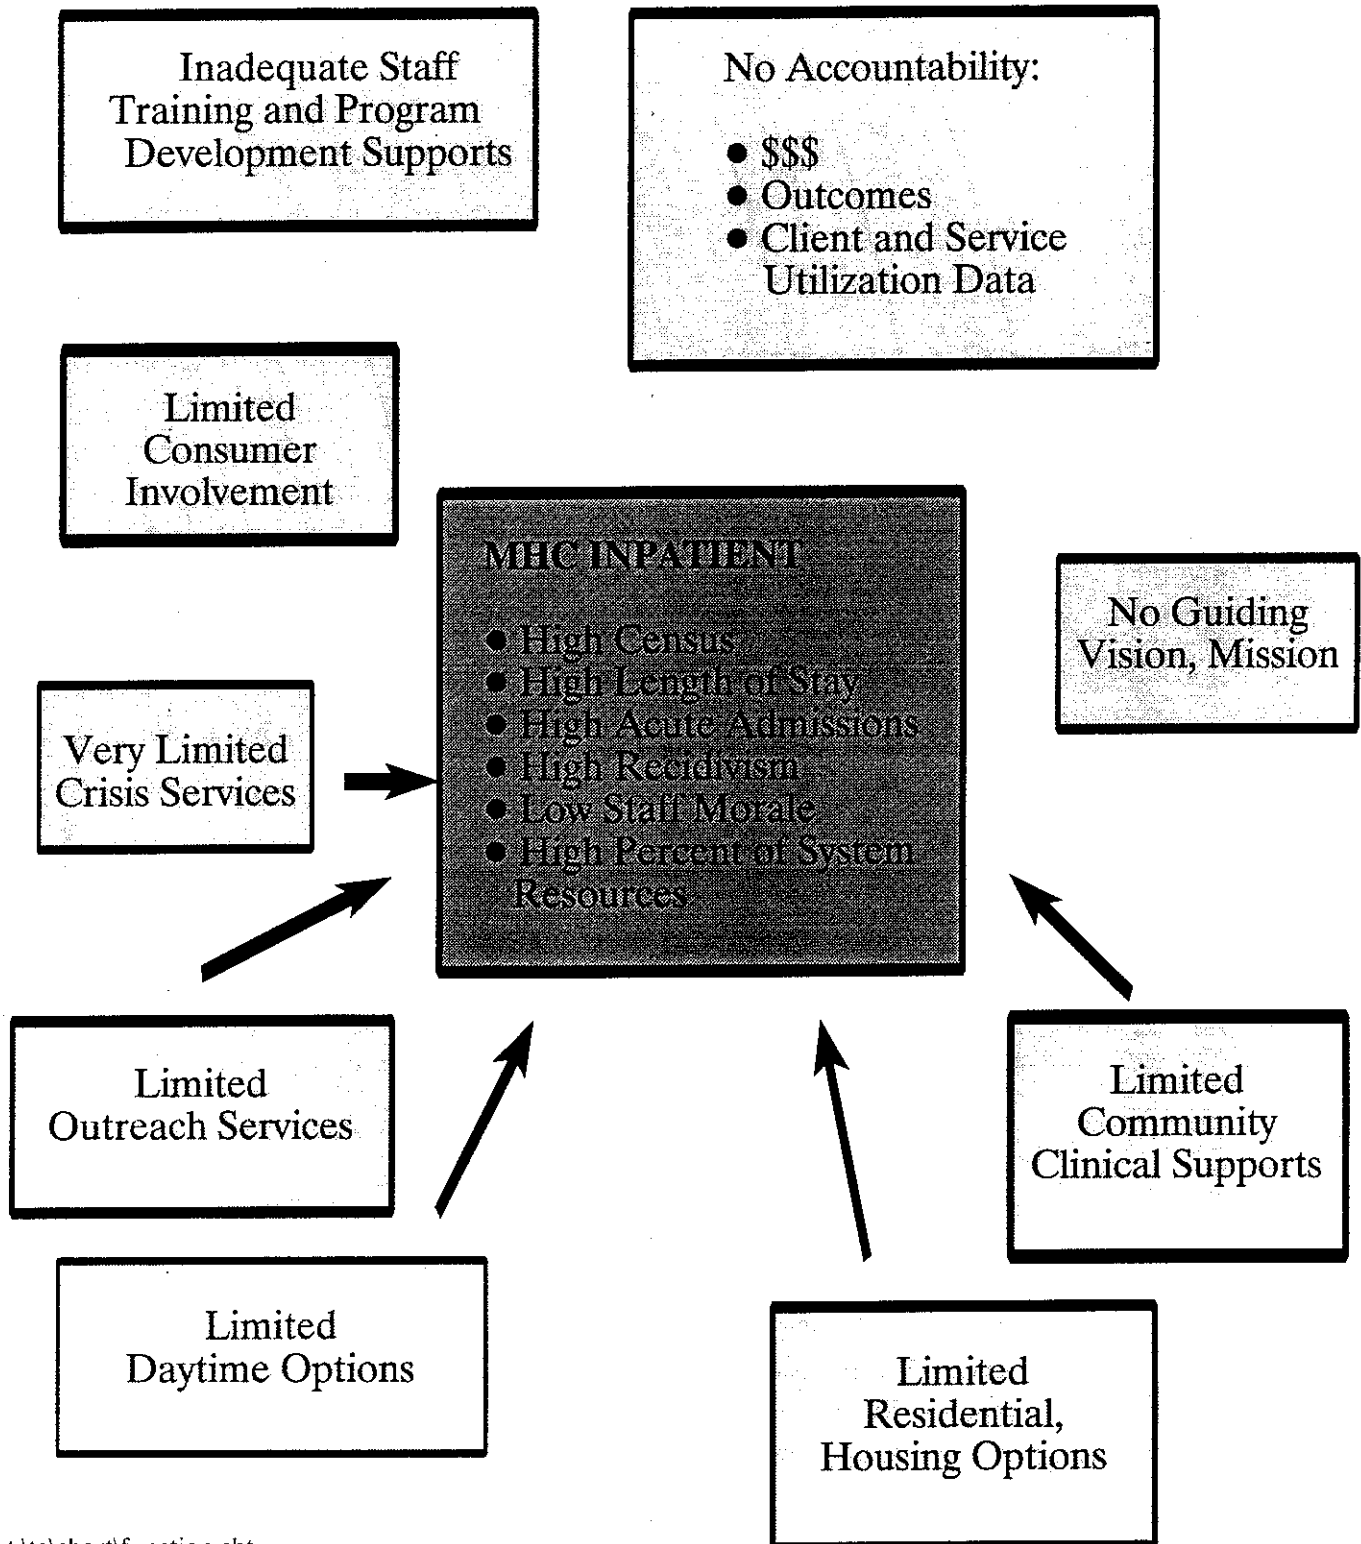 Inadequate Staff
Training and Program
Development Supports
No Accountability:
● $$$
● Outcomes
● Client and Service
Utilization Data
Limited
Consumer
Involvement
MHC INPATIENT
● High Census
● High Length of Stay
● High Acute Admissions
● High Recidivism
● Low Staff Morale
● High Percent of System
Resources
No Guiding
Vision, Mission
Very Limited
Crisis Services
Limited
Outreach Services
Limited
Community
Clinical Supports
Limited
Daytime Options
Limited
Residential,
Housing Options